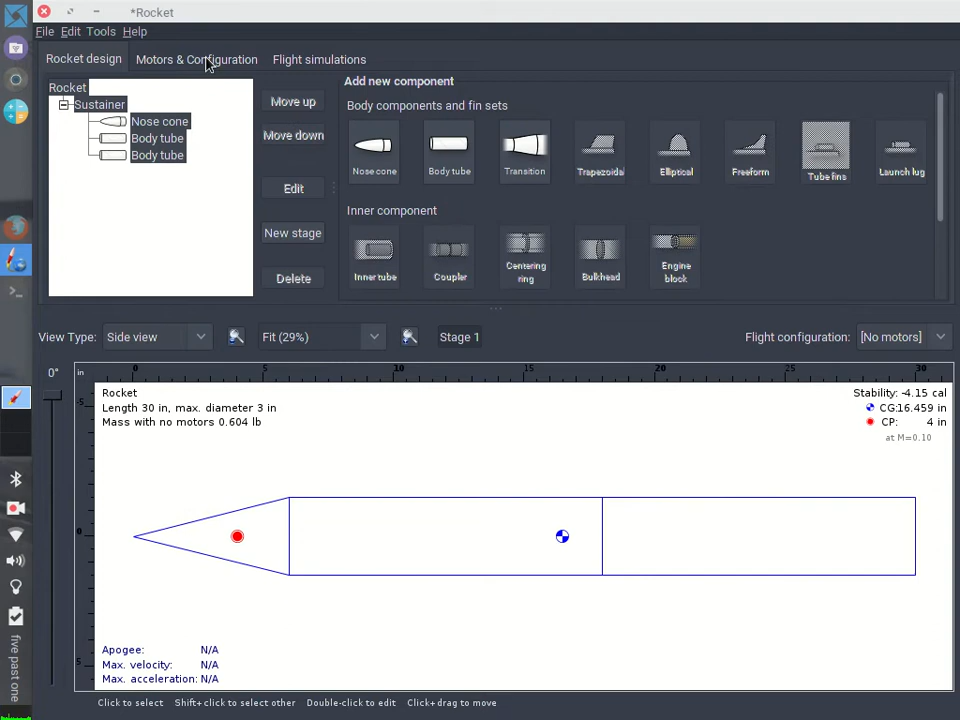 *Rocket
File Edit Tools Help
Rocket design Motors & Configuration Flight simulations
Rocket
Sustainer
Nose cone
Body tube
Body tube
Move up
Move down
Edit
New stage
Delete
Add new component
Body components and fin sets
Nose cone Body tube Transition Trapezoidal Elliptical Freeform Tube fins Launch lug
Inner component
Inner tube Coupler Centering ring Bulkhead Engine block
View Type: Side view Fit (29%) Stage 1 Flight configuration: [No motors]
0°
in 0 5 10 15 20 25 30
-5
0
5
Rocket
Length 30 in, max. diameter 3 in
Mass with no motors 0.604 lb
Stability: -4.15 cal
CG:16.459 in
CP: 4 in
at M=0.10
Apogee: N/A
Max. velocity: N/A
Max. acceleration: N/A
Click to select Shift+click to select other Double-click to edit Click+drag to move
five past one